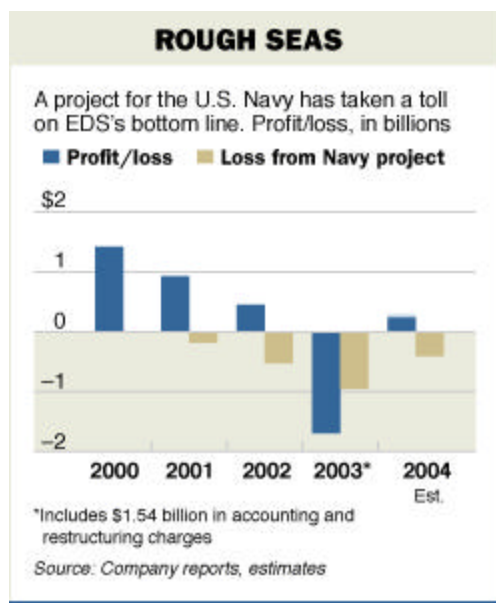 ROUGH SEAS
A project for the U.S. Navy has taken a toll
on EDS's bottom line. Profit/loss, in billions
Profit/loss Loss from Navy project
$2
1
0
–1
–2
2000 2001 2002 2003* 2004
Est.
*Includes $1.54 billion in accounting and
restructuring charges
Source: Company reports, estimates